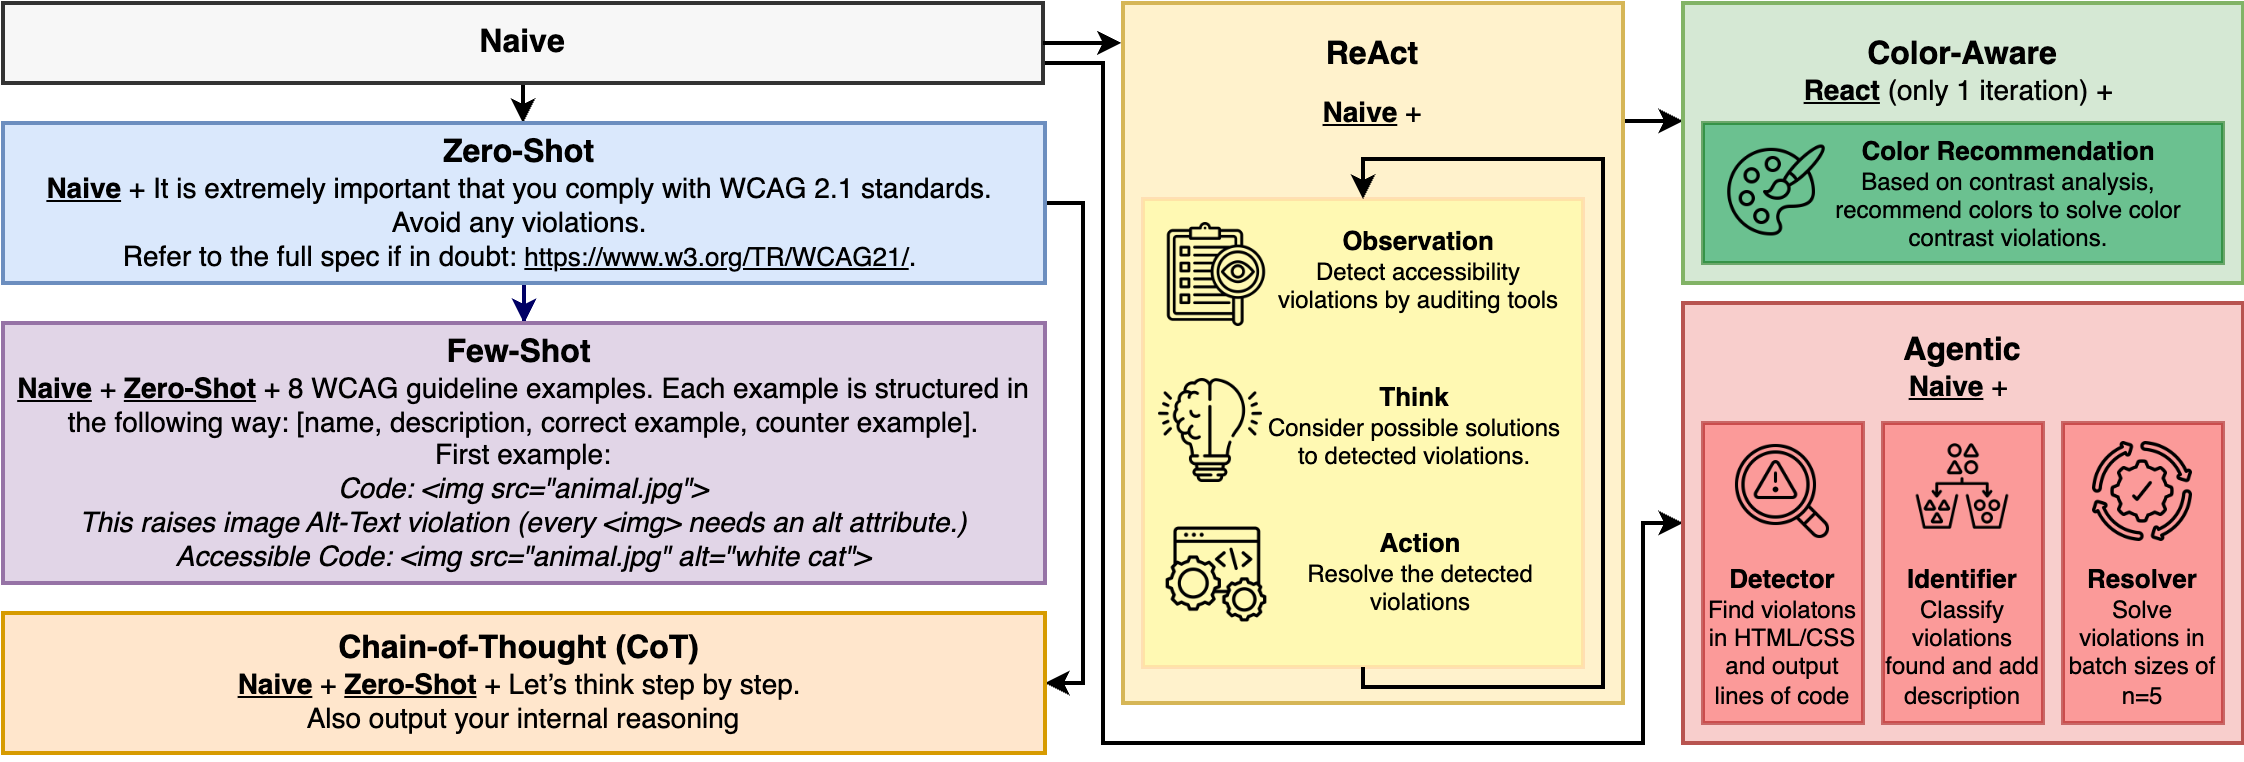 Naive
Zero-Shot
Naive + It is extremely important that you comply with WCAG 2.1 standards.
Avoid any violations.
Refer to the full spec if in doubt: https://www.w3.org/TR/WCAG21/.
Few-Shot
Naive + Zero-Shot + 8 WCAG guideline examples. Each example is structured in
the following way: [name, description, correct example, counter example].
First example:
Code: <img src="animal.jpg">
This raises image Alt-Text violation (every <img> needs an alt attribute.)
Accessible Code: <img src="animal.jpg" alt="white cat">
Chain-of-Thought (CoT)
Naive + Zero-Shot + Let’s think step by step.
Also output your internal reasoning
ReAct
Naive +
Observation
Detect accessibility
violations by auditing tools
Think
Consider possible solutions
to detected violations.
Action
Resolve the detected
violations
Color-Aware
React (only 1 iteration) +
Color Recommendation
Based on contrast analysis,
recommend colors to solve color
contrast violations.
Agentic
Naive +
Detector
Find violatons
in HTML/CSS
and output
lines of code
Identifier
Classify
violations
found and add
description
Resolver
Solve
violations in
batch sizes of
n=5